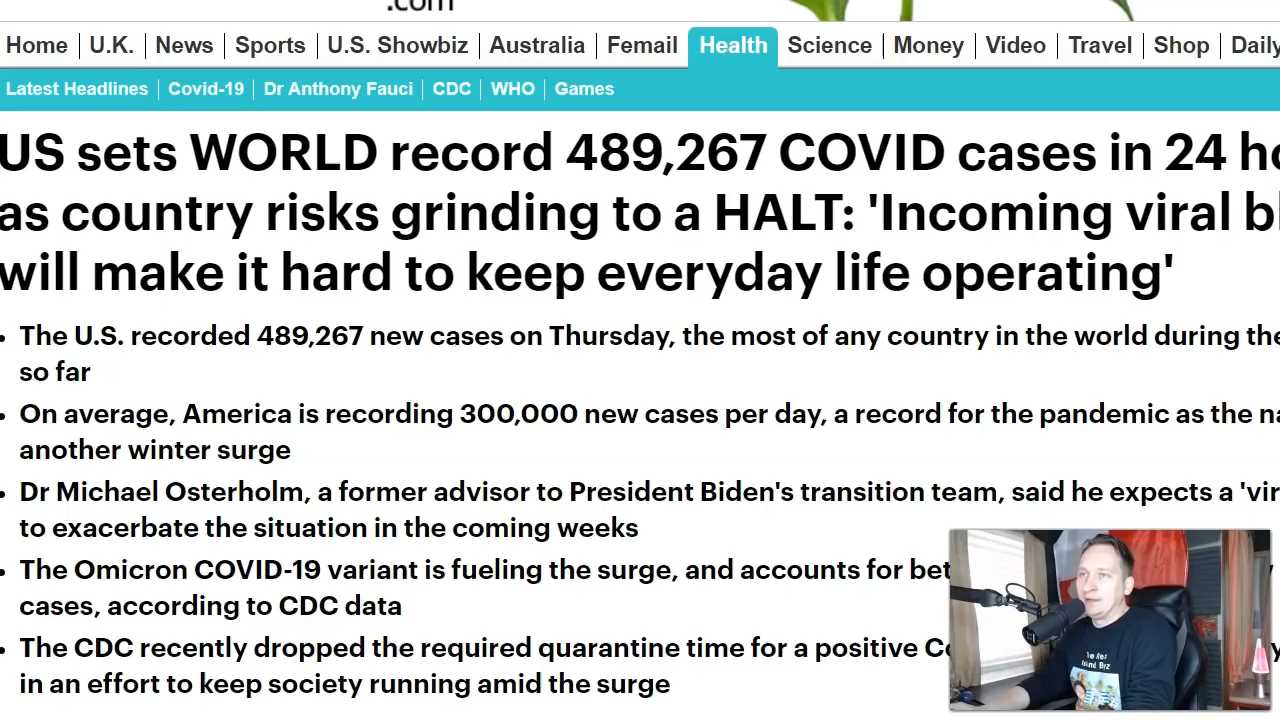 .com
Home U.K. News Sports U.S. Showbiz Australia Femail Health Science Money Video Travel Shop Daily
Latest Headlines Covid-19 Dr Anthony Fauci CDC WHO Games
US sets WORLD record 489,267 COVID cases in 24
as country risks grinding to a HALT: 'Incoming viral
will make it hard to keep everyday life operating'
• The U.S. recorded 489,267 new cases on Thursday, the most of any country in the world during the
so far
• On average, America is recording 300,000 new cases per day, a record for the pandemic as the
another winter surge
• Dr Michael Osterholm, a former advisor to President Biden's transition team, said he expects a
to exacerbate the situation in the coming weeks
• The Omicron COVID-19 variant is fueling the surge, and accounts for
cases, according to CDC data
• The CDC recently dropped the required quarantine time for a positive
in an effort to keep society running amid the surge